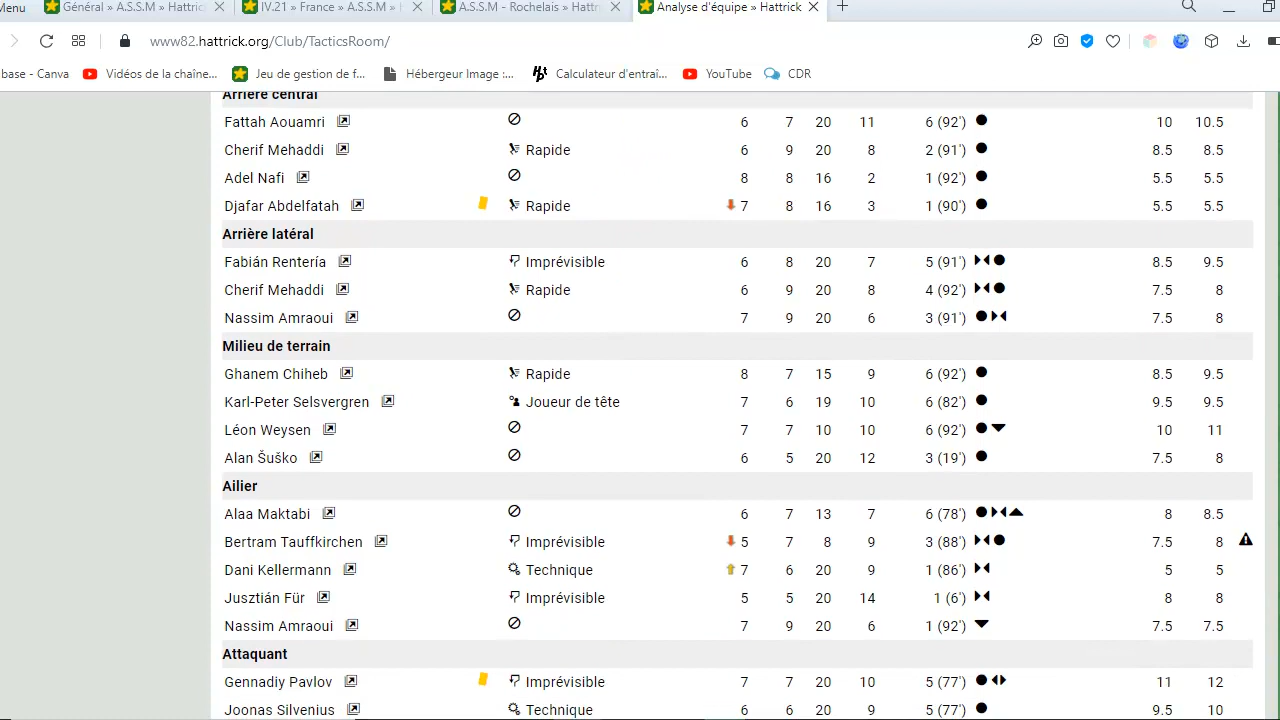 Menu Général » A.S.S.M » Hattrick IV.21 » France » A.S.S.M » A.S.S.M - Rochelais » Hattr Analyse d'équipe » Hattrick
www82.hattrick.org/Club/TacticsRoom/
base - Canva Vidéos de la chaîne... Jeu de gestion de f... Hébergeur Image :... Calculateur d'entraî... YouTube CDR
Arrière central
Fattah Aouamri 6 7 20 11 6 (92') 10 10.5
Cherif Mehaddi Rapide 6 9 20 8 2 (91') 8.5 8.5
Adel Nafi 8 8 16 2 1 (92') 5.5 5.5
Djafar Abdelfatah Rapide 7 8 16 3 1 (90') 5.5 5.5
Arrière latéral
Fabián Rentería Imprévisible 6 8 20 7 5 (91') 8.5 9.5
Cherif Mehaddi Rapide 6 9 20 8 4 (92') 7.5 8
Nassim Amraoui 7 9 20 6 3 (91') 7.5 8
Milieu de terrain
Ghanem Chiheb Rapide 8 7 15 9 6 (92') 8.5 9.5
Karl-Peter Selsvergren Joueur de tête 7 6 19 10 6 (82') 9.5 9.5
Léon Weysen 7 7 10 10 6 (92') 10 11
Alan Šuško 6 5 20 12 3 (19') 7.5 8
Ailier
Alaa Maktabi 6 7 13 7 6 (78') 8 8.5
Bertram Tauffkirchen Imprévisible 5 7 8 9 3 (88') 7.5 8
Dani Kellermann Technique 7 6 20 9 1 (86') 5 5
Jusztián Für Imprévisible 5 5 20 14 1 (6') 8 8
Nassim Amraoui 7 9 20 6 1 (92') 7.5 7.5
Attaquant
Gennadiy Pavlov Imprévisible 7 7 20 10 5 (77') 11 12
Joonas Silvenius Technique 6 6 20 9 5 (77') 9.5 10